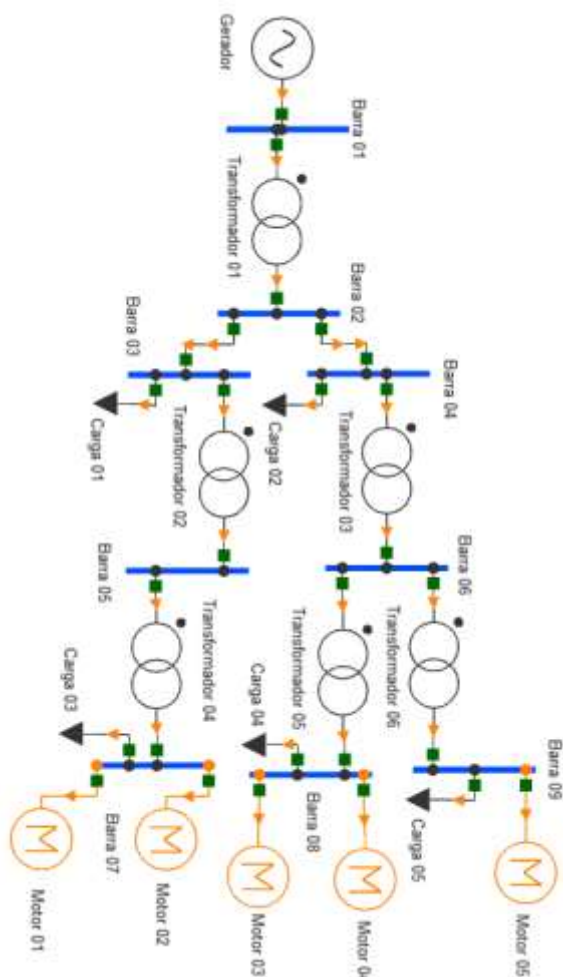 Gerador
Barra 01
Transformador 01
Barra 02
Barra 03
Barra 04
Carga 01
Transformador 02
Carga 02
Transformador 03
Barra 05
Barra 06
Transformador 04
Transformador 05
Transformador 06
Carga 03
Carga 04
Barra 09
Barra 07
Barra 08
Carga 05
Motor 01
Motor 02
Motor 03
Motor 04
Motor 05
M
M
M
M
M